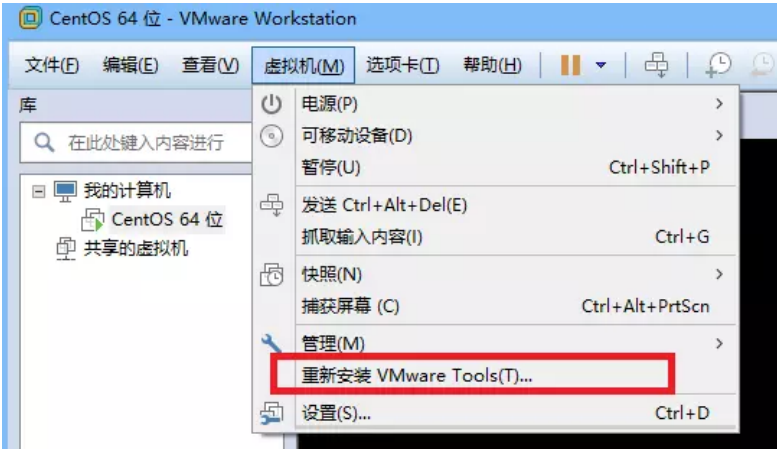 CentOS 64 位 - VMware Workstation
文件(F) 编辑(E) 查看(V) 虚拟机(M) 选项卡(T) 帮助(H)
库
在此处键入内容进行
我的计算机
CentOS 64 位
共享的虚拟机
电源(P)
可移动设备(D)
暂停(U) Ctrl+Shift+P
发送 Ctrl+Alt+Del(E)
抓取输入内容(I) Ctrl+G
快照(N)
捕获屏幕 (C) Ctrl+Alt+PrtScn
管理(M)
重新安装 VMware Tools(T)...
设置(S)... Ctrl+D